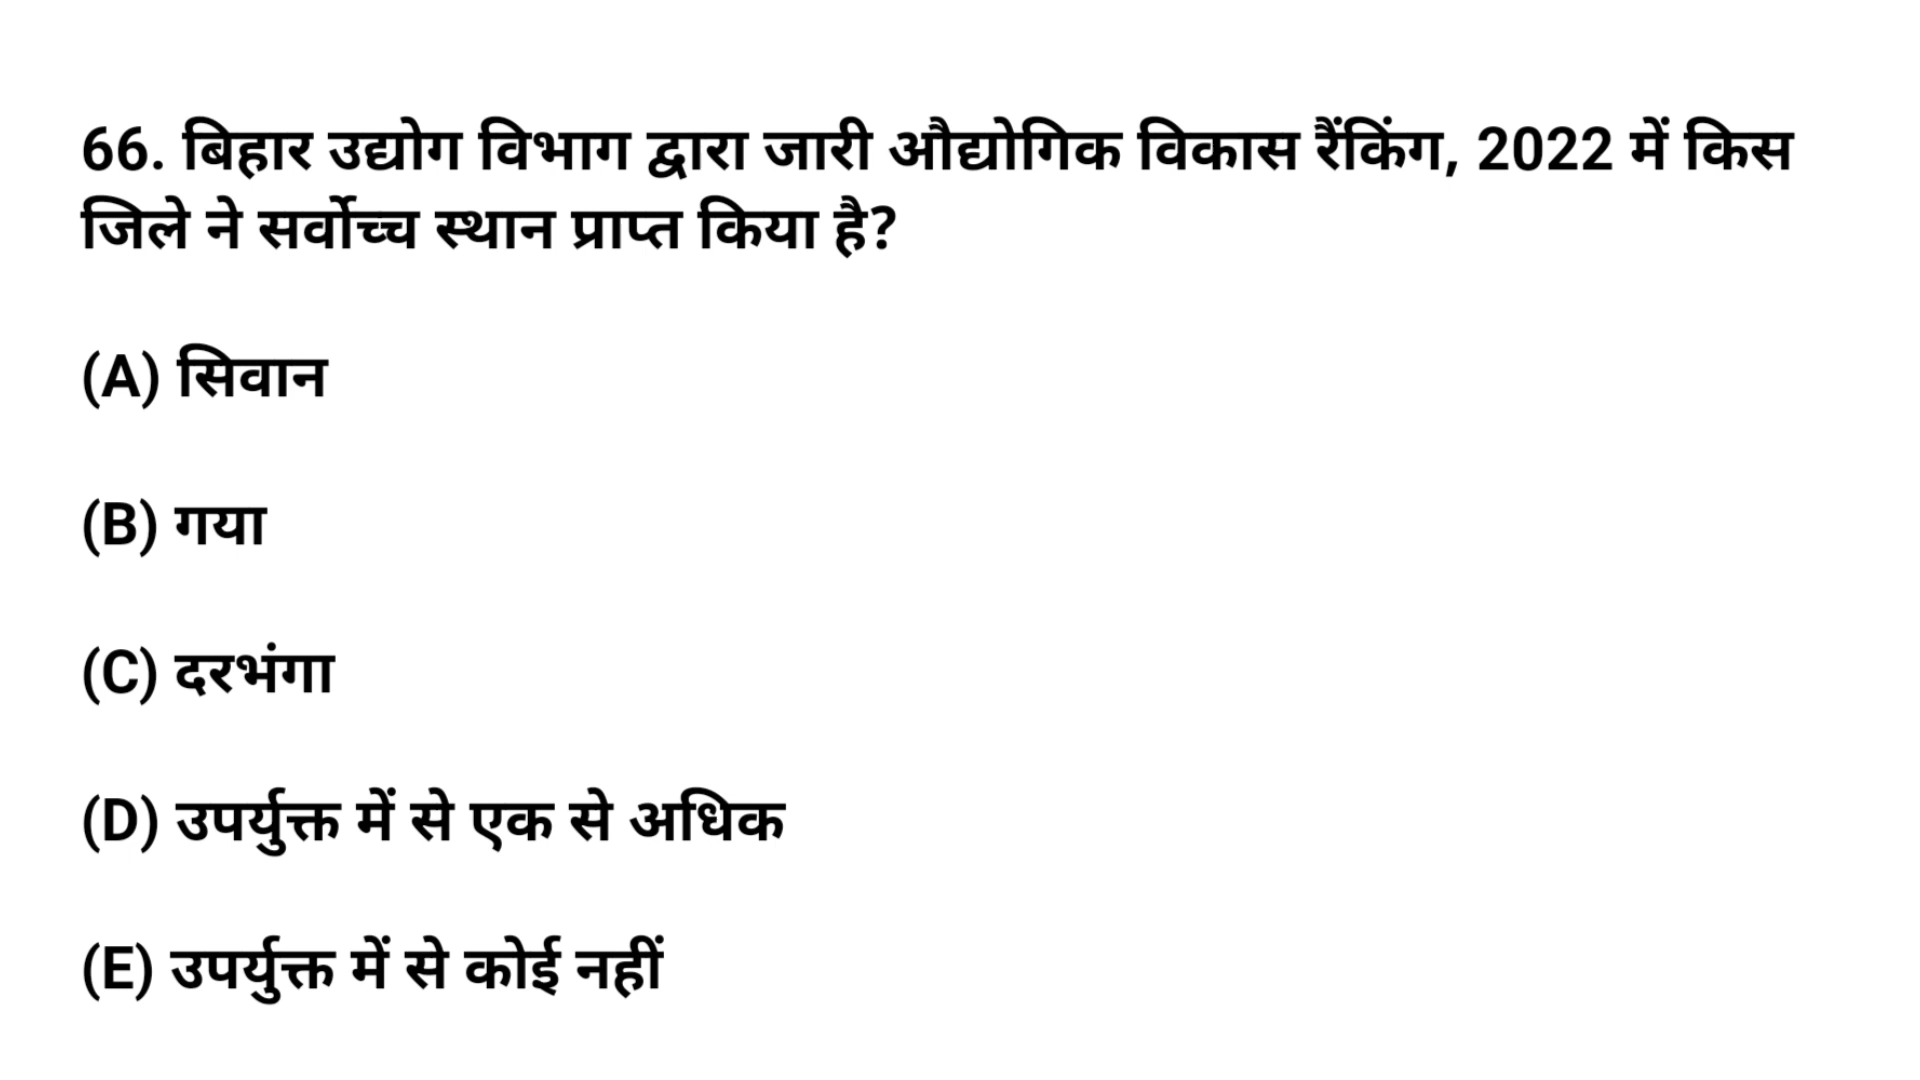 66. बिहार उद्योग विभाग द्वारा जारी औद्योगिक विकास रैंकिंग, 2022 में किस
जिले ने सर्वोच्च स्थान प्राप्त किया है?
(A) सिवान
(B) गया
(C) दरभंगा
(D) उपर्युक्त में से एक से अधिक
(E) उपर्युक्त में से कोई नहीं